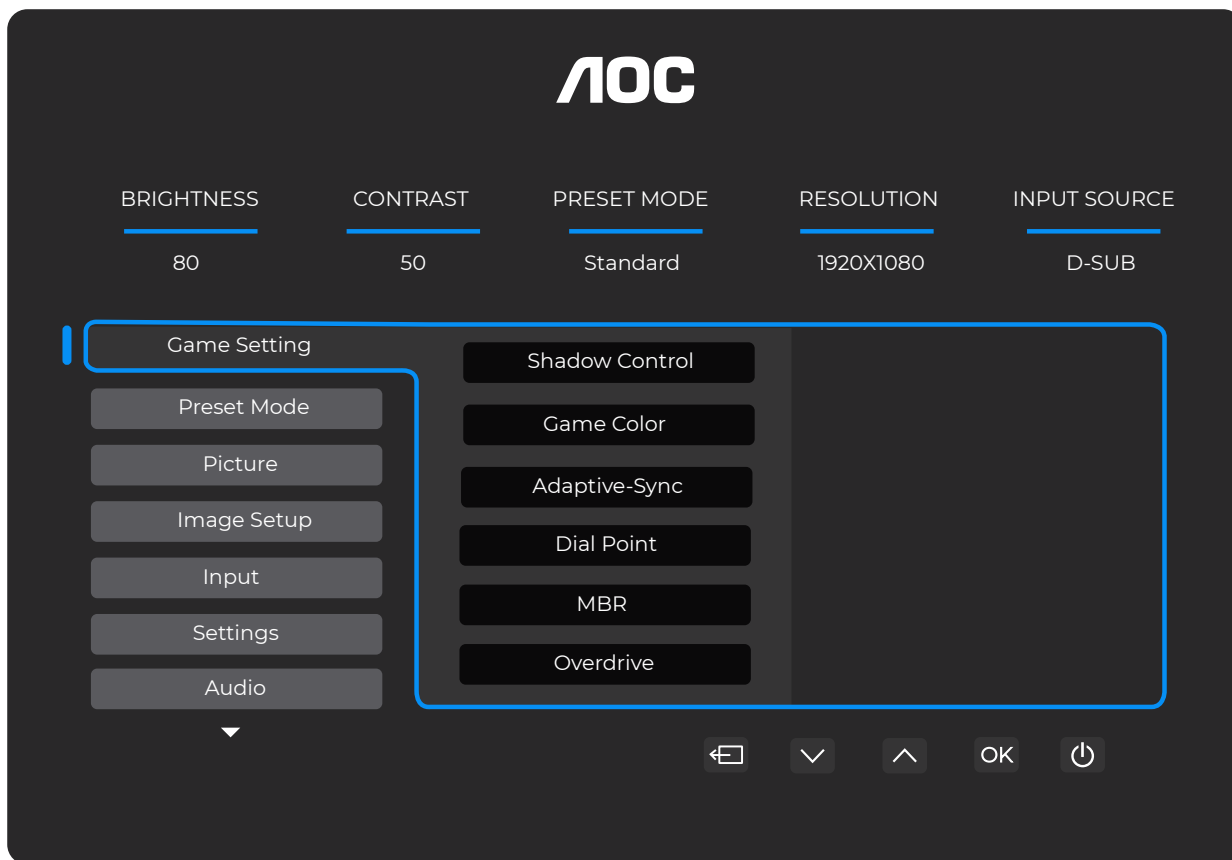 AOC
BRIGHTNESS CONTRAST PRESET MODE RESOLUTION INPUT SOURCE
80 50 Standard 1920X1080 D-SUB
Game Setting
Preset Mode
Picture
Image Setup
Input
Settings
Audio
Shadow Control
Game Color
Adaptive-Sync
Dial Point
MBR
Overdrive
OK